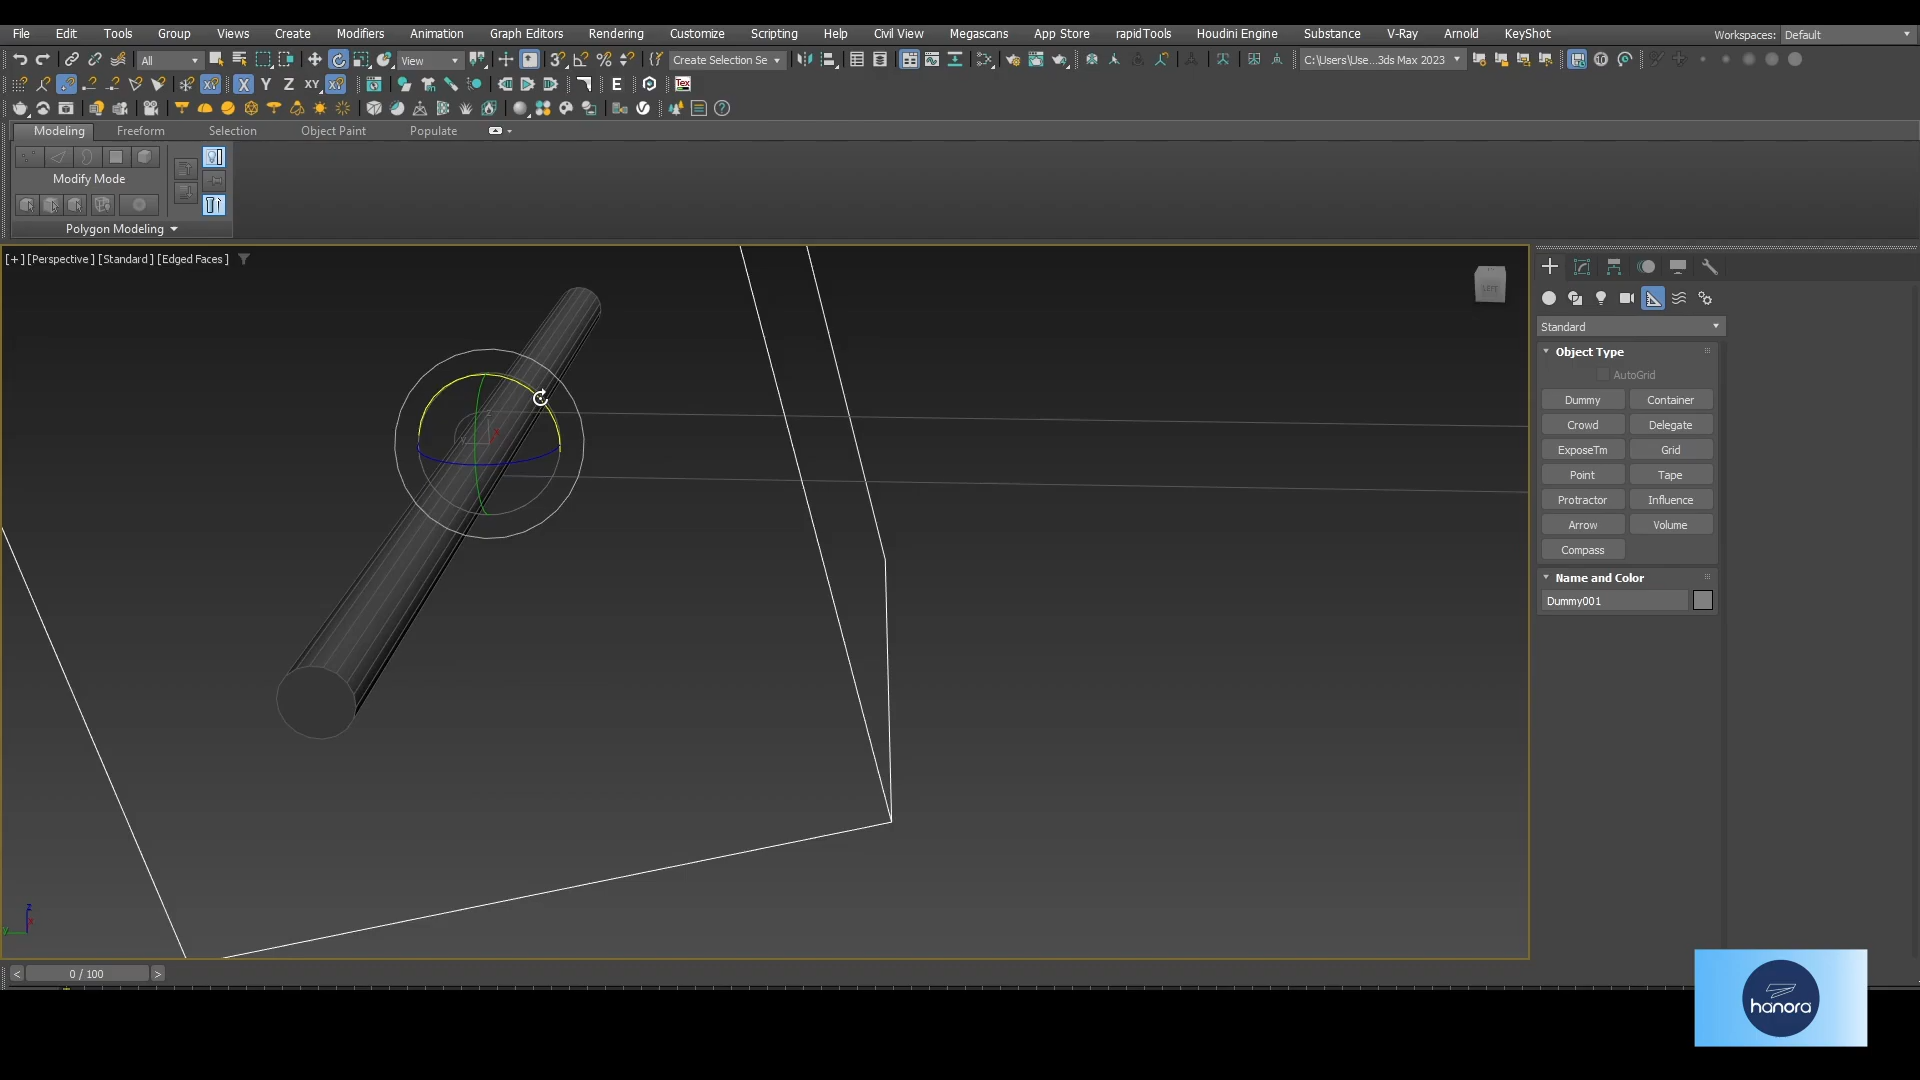 File Edit Tools Group Views Create Modifiers Animation Graph Editors Rendering Customize Scripting Help Civil View Megascans App Store rapidTools Houdini Engine Substance V-Ray Arnold KeyShot Workspaces: Default
All View Create Selection Se C:\Users\Use...3ds Max 2023
X Y Z XY XP E Tex
Modeling Freeform Selection Object Paint Populate
Modify Mode
Polygon Modeling
[+] [Perspective ] [Standard ] [Edged Faces ]
LEFT
Standard
Object Type
AutoGrid
Dummy Container
Crowd Delegate
ExposeTm Grid
Point Tape
Protractor Influence
Arrow Volume
Compass
Name and Color
Dummy001
z
x
y
< 0 / 100 >
hanora